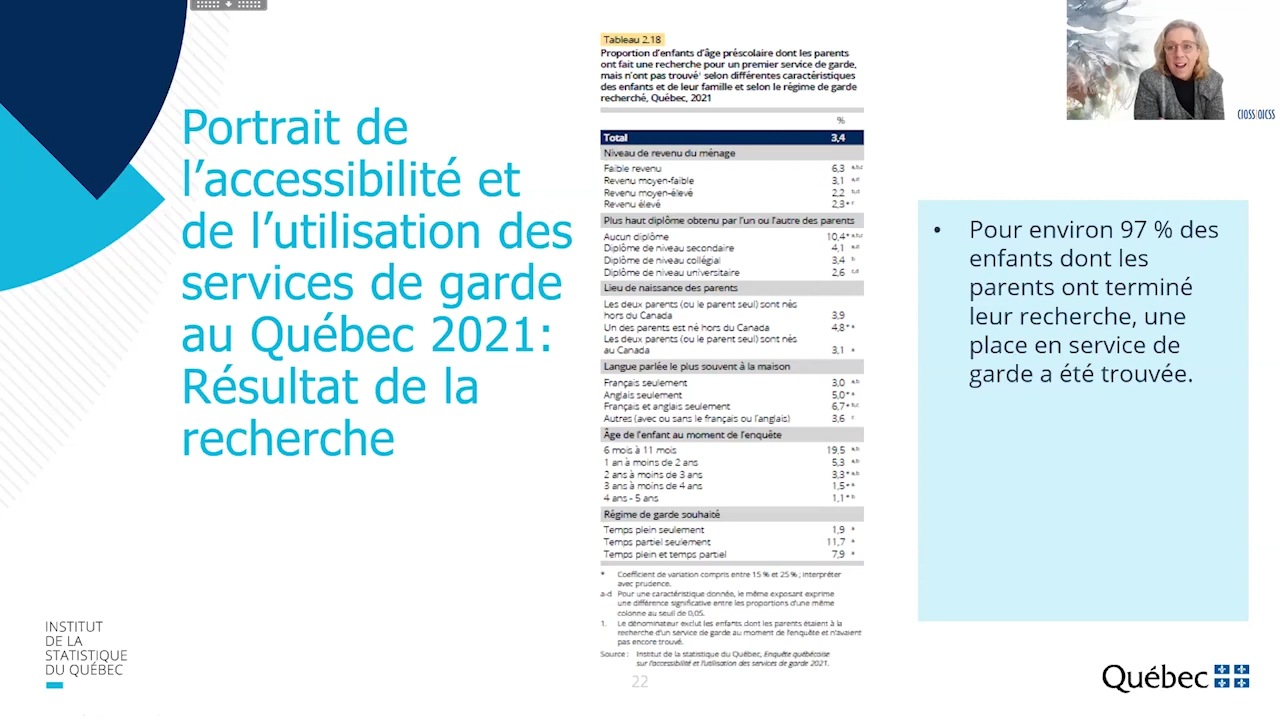 Portrait de
l’accessibilité et
de l’utilisation des
services de garde
au Québec 2021:
Résultat de la
recherche
INSTITUT
DE LA
STATISTIQUE
DU QUÉBEC
Tableau 2.18
Proportion d’enfants d’âge préscolaire dont les parents
ont fait une recherche pour un premier service de garde,
mais n’ont pas trouvé¹ selon différentes caractéristiques
des enfants et de leur famille et selon le régime de garde
recherché, Québec, 2021
%
Total 3,4
Niveau de revenu du ménage
Faible revenu 6,3 a,b,c
Revenu moyen-faible 3,1 a,d
Revenu moyen-élevé 2,2 b,d
Revenu élevé 2,3* c
Plus haut diplôme obtenu par l’un ou l’autre des parents
Aucun diplôme 10,4* a,b,c
Diplôme de niveau secondaire 4,1 a,d
Diplôme de niveau collégial 3,4 b
Diplôme de niveau universitaire 2,6 c,d
Lieu de naissance des parents
Les deux parents (ou le parent seul) sont nés
hors du Canada 3,9
Un des parents est né hors du Canada 4,8* a
Les deux parents (ou le parent seul) sont nés
au Canada 3,1 a
Langue parlée le plus souvent à la maison
Français seulement 3,0 a,b
Anglais seulement 5,0* a
Français et anglais seulement 6,7* b,c
Autres (avec ou sans le français ou l’anglais) 3,6 c
Âge de l’enfant au moment de l’enquête
6 mois à 11 mois 19,5 a,b
1 an à moins de 2 ans 5,3 a,b
2 ans à moins de 3 ans 3,3* a,b
3 ans à moins de 4 ans 1,5* a
4 ans - 5 ans 1,1* b
Régime de garde souhaité
Temps plein seulement 1,9 a
Temps partiel seulement 11,7 a
Temps plein et temps partiel 7,9 a
* Coefficient de variation compris entre 15 % et 25 % ; interpréter
avec prudence.
a-d Pour une caractéristique donnée, le même exposant exprime
une différence significative entre les proportions d’une même
colonne au seuil de 0,05.
1. Le dénominateur exclut les enfants dont les parents étaient à la
recherche d’un service de garde au moment de l’enquête et n’avaient
pas encore trouvé.
Source : Institut de la statistique du Québec, Enquête québécoise
sur l’accessibilité et l’utilisation des services de garde 2021.
22
CIOSS|OICSS
• Pour environ 97 % des
enfants dont les
parents ont terminé
leur recherche, une
place en service de
garde a été trouvée.
Québec